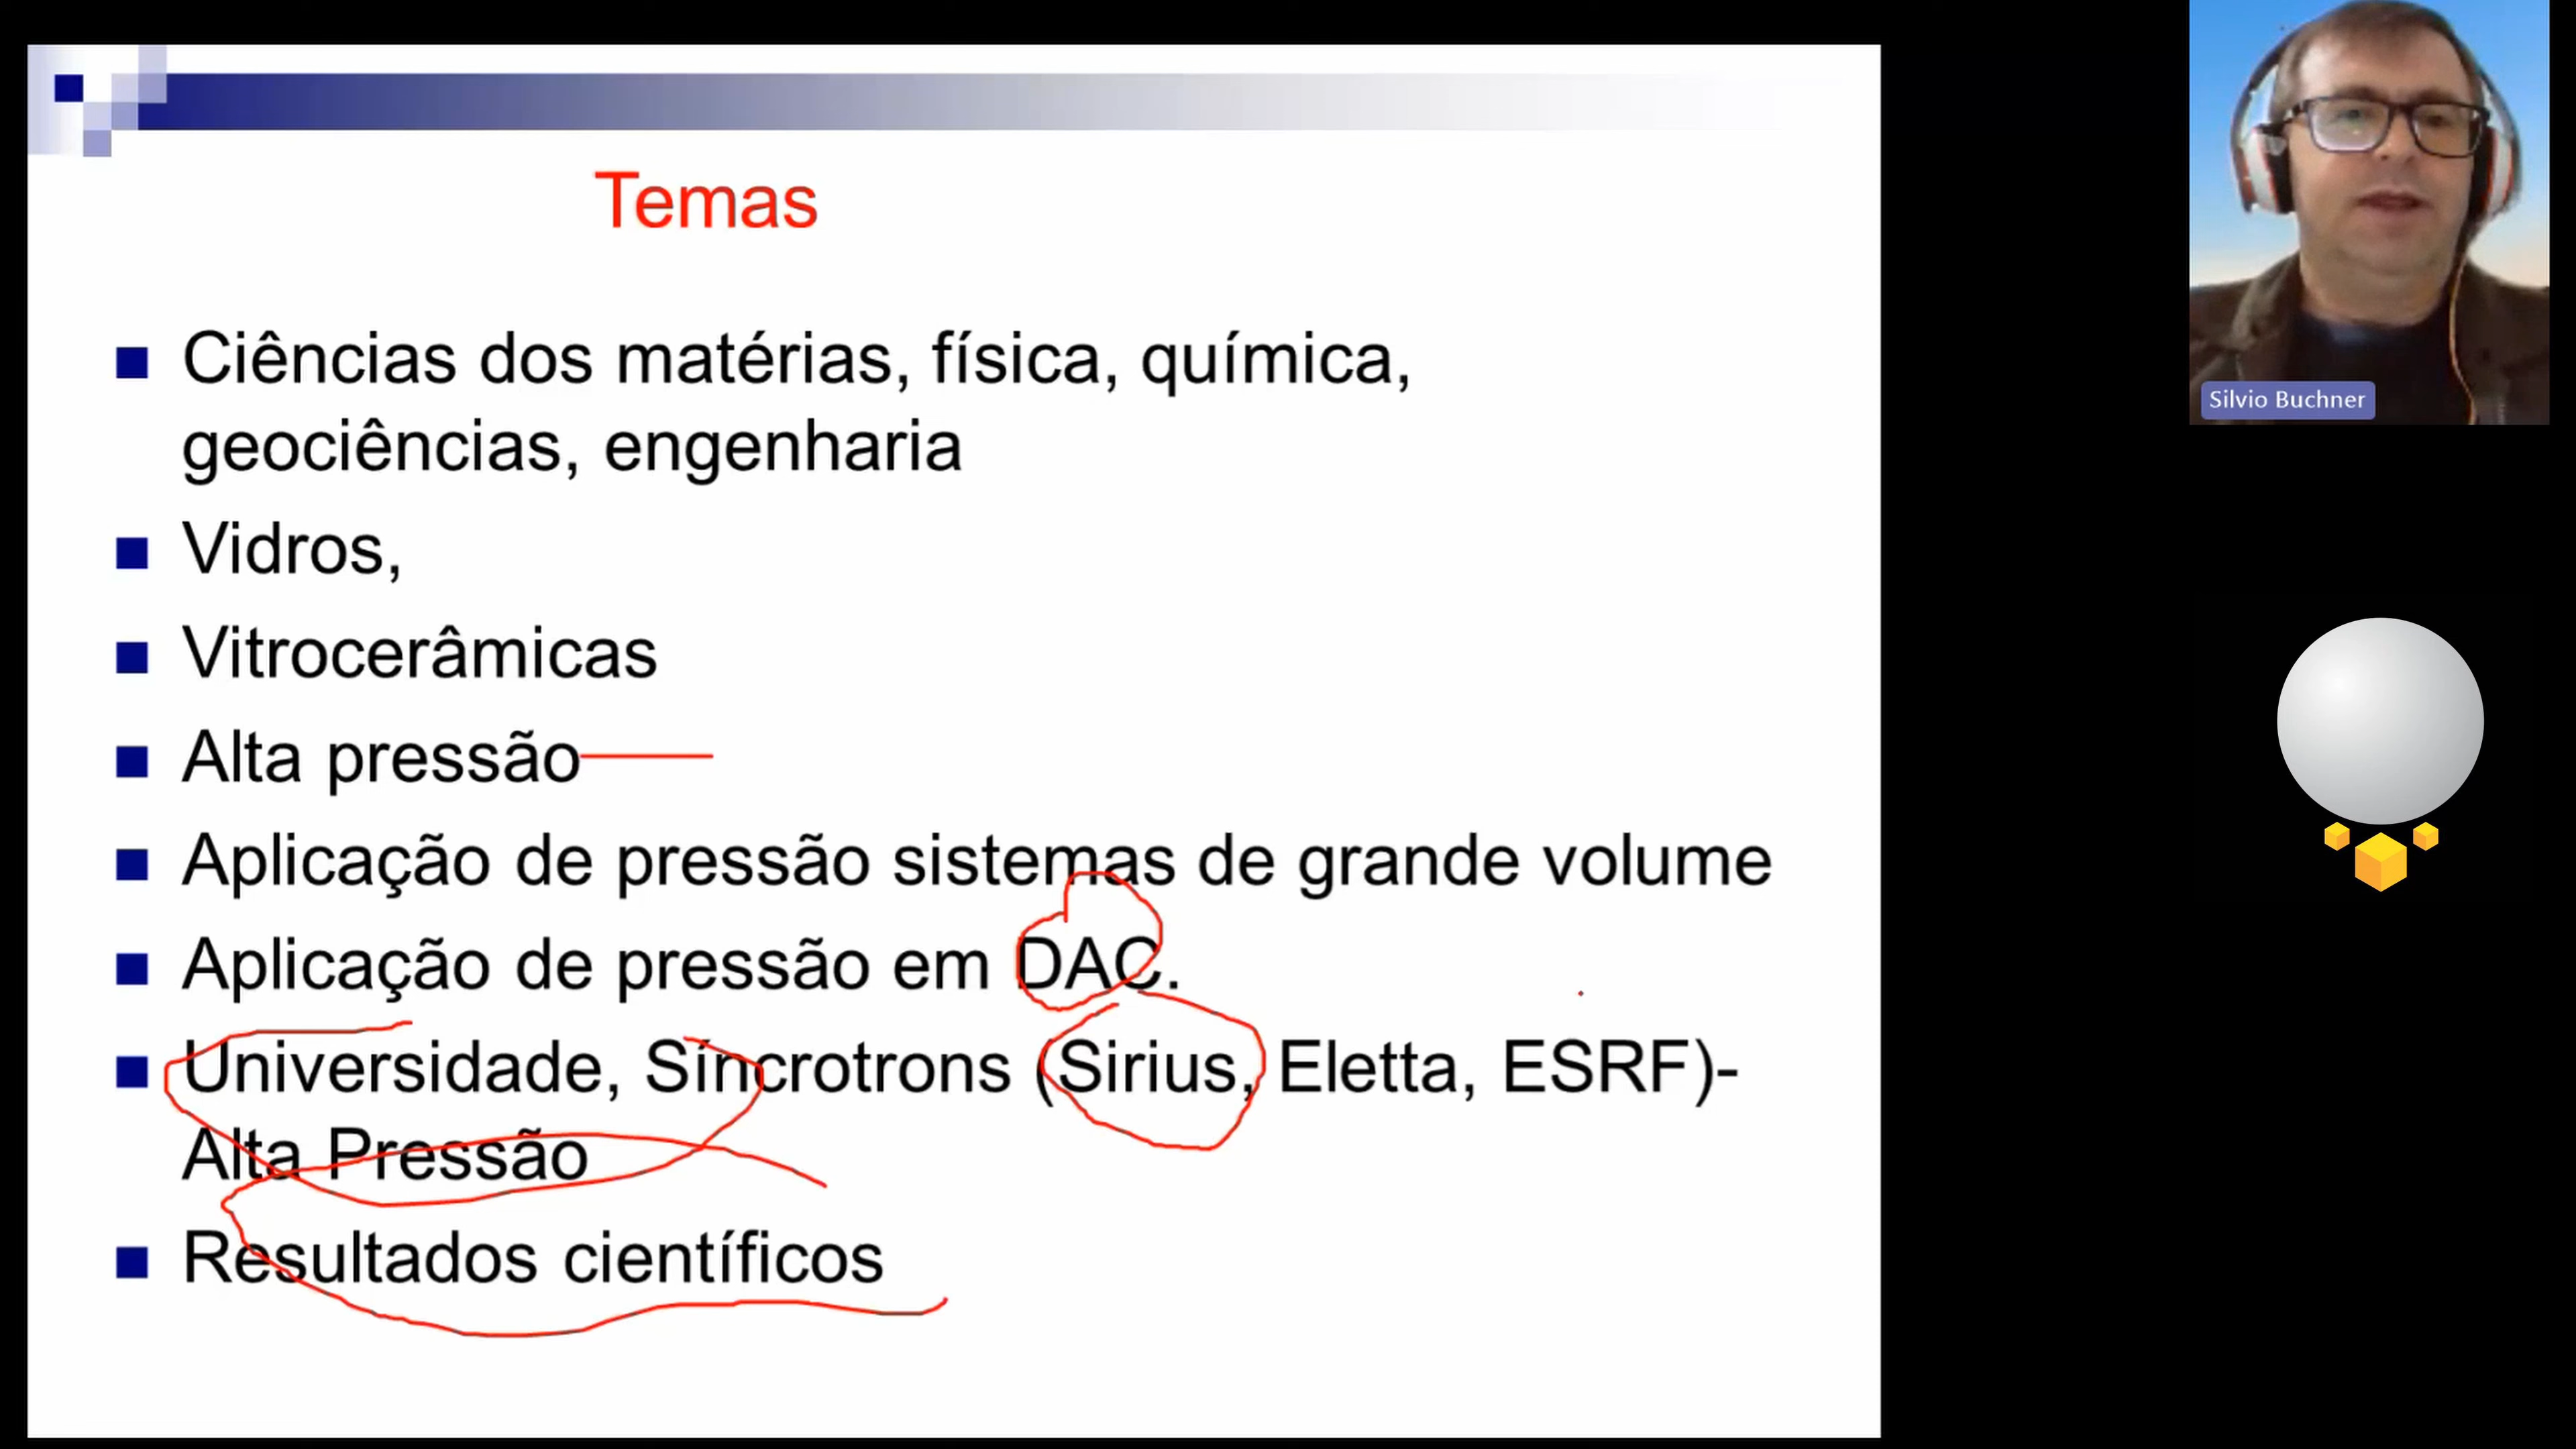 Temas
Ciências dos matérias, física, química,
geociências, engenharia
Vidros,
Vitrocerâmicas
Alta pressão
Aplicação de pressão sistemas de grande volume
Aplicação de pressão em DAC.
Universidade, Síncrotrons (Sirius, Eletta, ESRF)-
Alta Pressão
Resultados científicos
Silvio Buchner